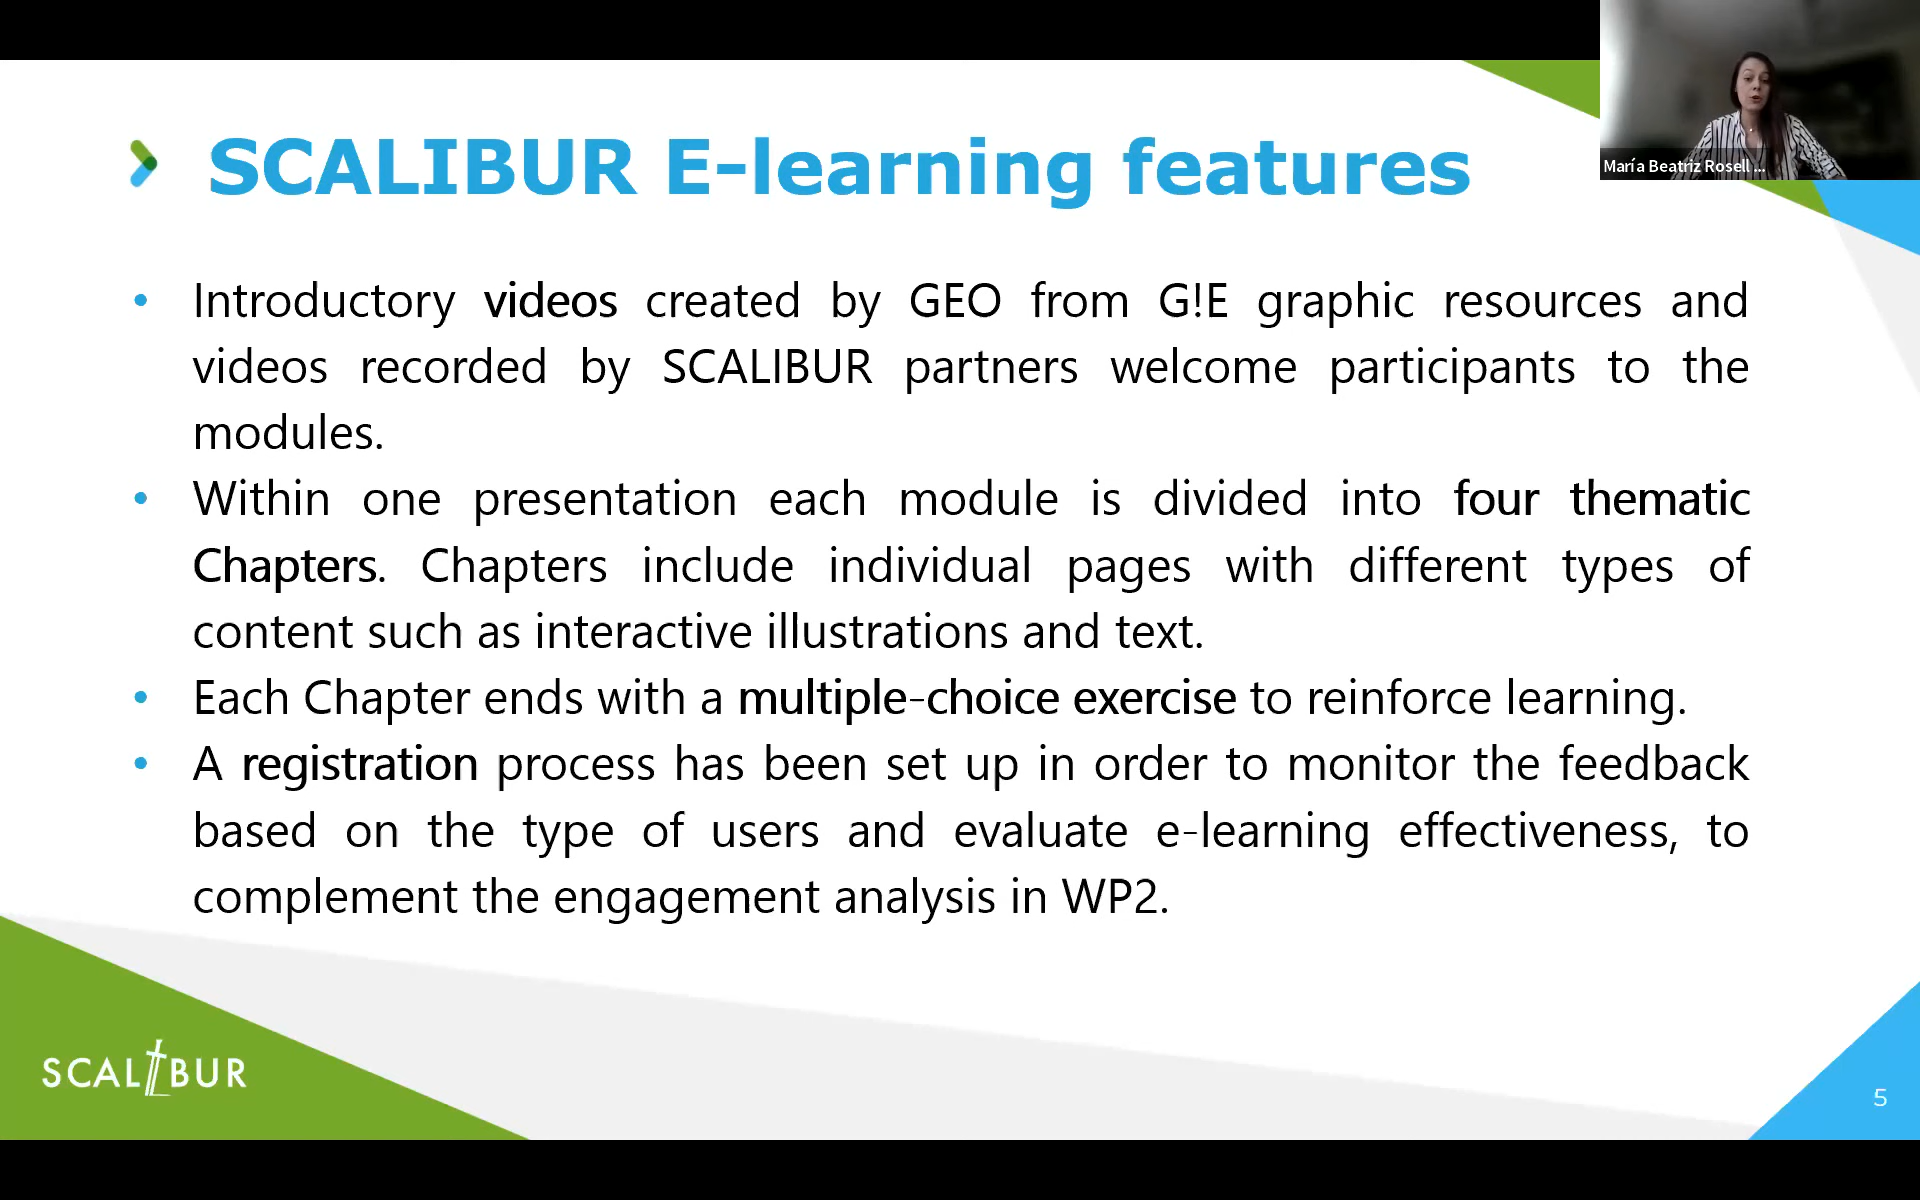 SCALIBUR E-learning features
María Beatriz Rosell ...
• Introductory videos created by GEO from G!E graphic resources and
videos recorded by SCALIBUR partners welcome participants to the
modules.
• Within one presentation each module is divided into four thematic
Chapters. Chapters include individual pages with different types of
content such as interactive illustrations and text.
• Each Chapter ends with a multiple-choice exercise to reinforce learning.
• A registration process has been set up in order to monitor the feedback
based on the type of users and evaluate e-learning effectiveness, to
complement the engagement analysis in WP2.
SCALIBUR
5